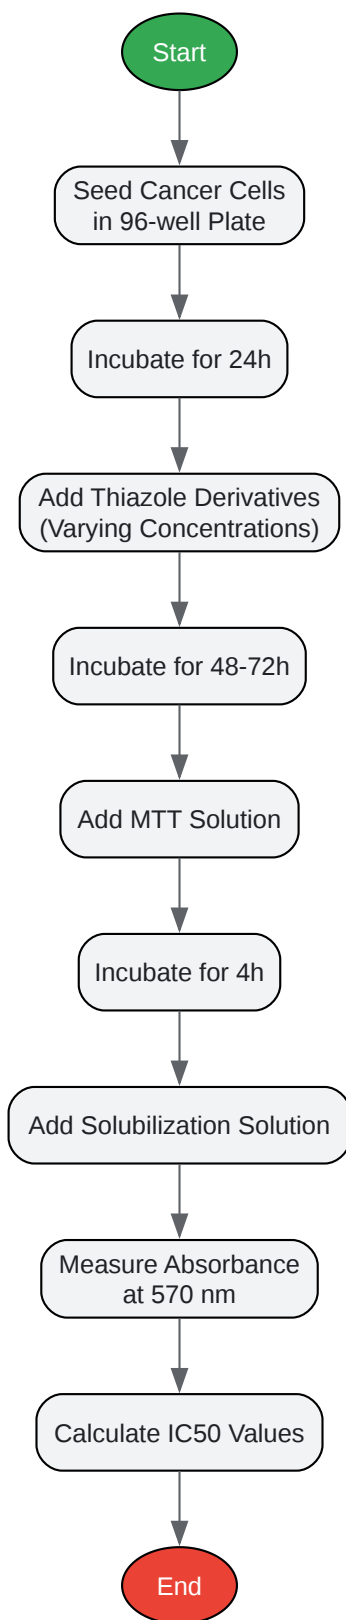 Start
Seed Cancer Cells
in 96-well Plate
Incubate for 24h
Add Thiazole Derivatives
(Varying Concentrations)
Incubate for 48-72h
Add MTT Solution
Incubate for 4h
Add Solubilization Solution
Measure Absorbance
at 570 nm
Calculate IC50 Values
End